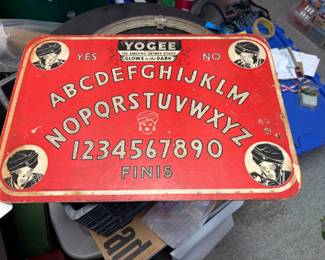 YOGEE
THE AMAZING ANSWER BOARD
YES
GLOWS in the DARK
NO
ABCDEFGHIJKLM
NOPQRSTUVWXYZ
1234567890
FINIS